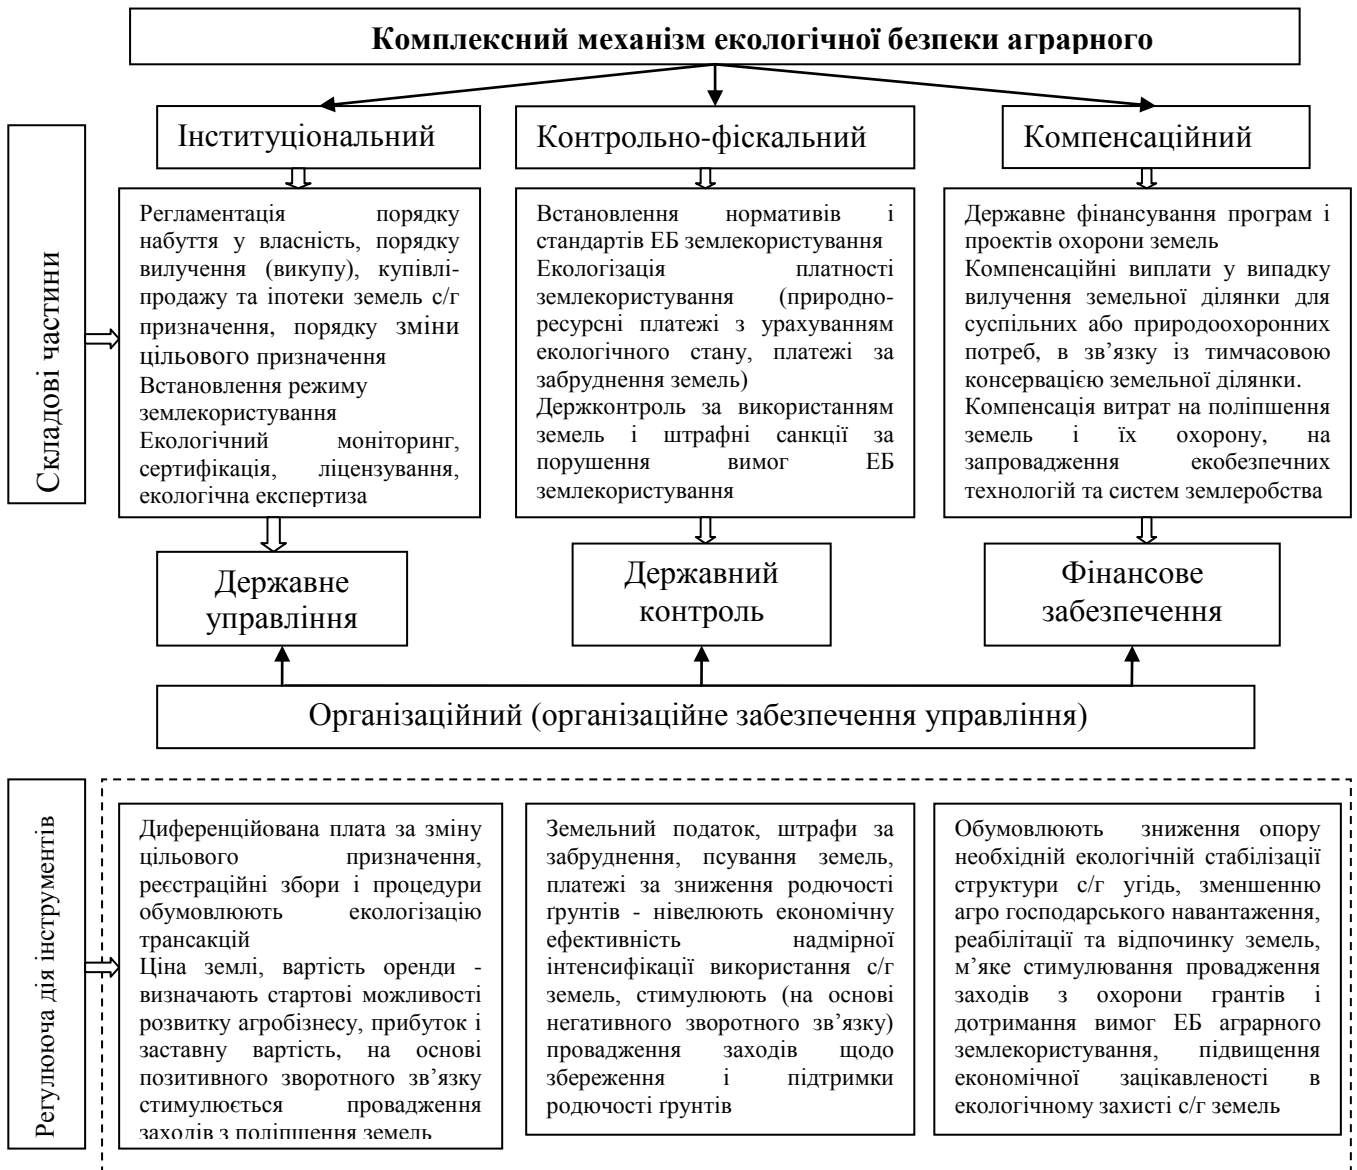 Комплексний механізм екологічної безпеки аграрного
Інституціональний
Контрольно-фіскальний
Компенсаційний
Складові частини
Регламентація порядку
набуття у власність, порядку
вилучення (викупу), купівлі-
продажу та іпотеки земель с/г
призначення, порядку зміни
цільового призначення
Встановлення режиму
землекористування
Екологічний моніторинг,
сертифікація, ліцензування,
екологічна експертиза
Встановлення нормативів і
стандартів ЕБ землекористування
Екологізація платності
землекористування (природно-
ресурсні платежі з урахуванням
екологічного стану, платежі за
забруднення земель)
Держконтроль за використанням
земель і штрафні санкції за
порушення вимог ЕБ
землекористування
Державне фінансування програм і
проектів охорони земель
Компенсаційні виплати у випадку
вилучення земельної ділянки для
суспільних або природоохоронних
потреб, в зв’язку із тимчасовою
консервацією земельної ділянки.
Компенсація витрат на поліпшення
земель і їх охорону, на
запровадження екобезпечних
технологій та систем землеробства
Державне
управління
Державний
контроль
Фінансове
забезпечення
Організаційний (організаційне забезпечення управління)
Регулююча дія інструментів
Диференційована плата за зміну
цільового призначення,
реєстраційні збори і процедури
обумовлюють екологізацію
трансакцій
Ціна землі, вартість оренди -
визначають стартові можливості
розвитку агробізнесу, прибуток і
заставну вартість, на основі
позитивного зворотного зв’язку
стимулюється провадження
заходів з поліпшення земель
Земельний податок, штрафи за
забруднення, псування земель,
платежі за зниження родючості
ґрунтів - нівелюють економічну
ефективність надмірної
інтенсифікації використання с/г
земель, стимулюють (на основі
негативного зворотного зв’язку)
провадження заходів щодо
збереження і підтримки
родючості ґрунтів
Обумовлюють зниження опору
необхідній екологічній стабілізації
структури с/г угідь, зменшенню
агро господарського навантаження,
реабілітації та відпочинку земель,
м’яке стимулювання провадження
заходів з охорони грантів і
дотримання вимог ЕБ аграрного
землекористування, підвищення
економічної зацікавленості в
екологічному захисті с/г земель